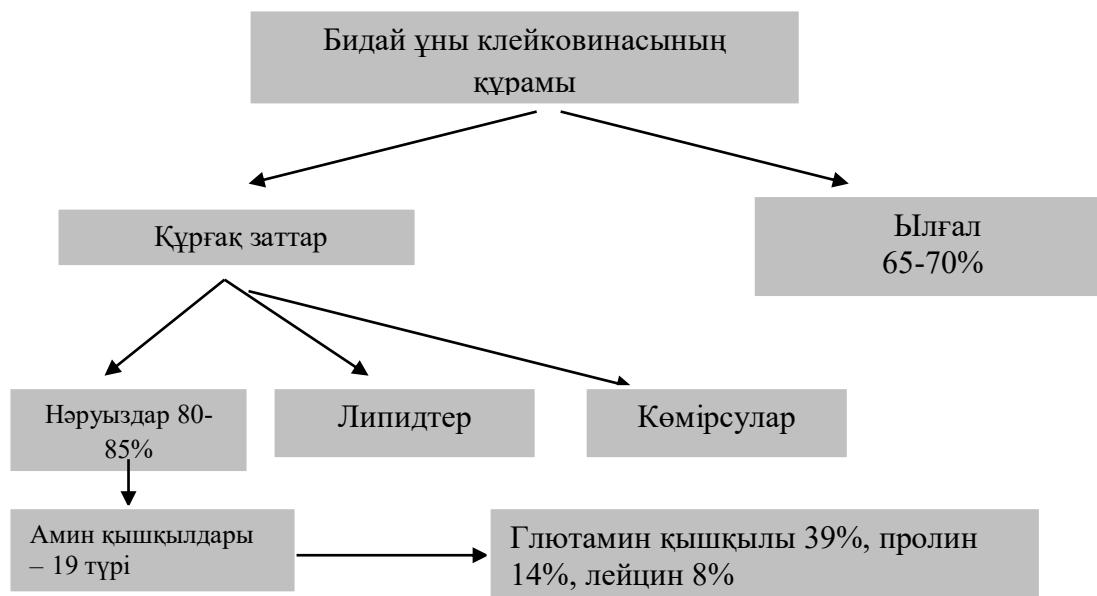 Бидай ұны клейковинасының
құрамы
Құрғақ заттар
Ылғал
65-70%
Нәруыздар 80-
85%
Липидтер
Көмірсулар
Амин қышқылдары
– 19 түрі
Глютамин қышқылы 39%, пролин
14%, лейцин 8%